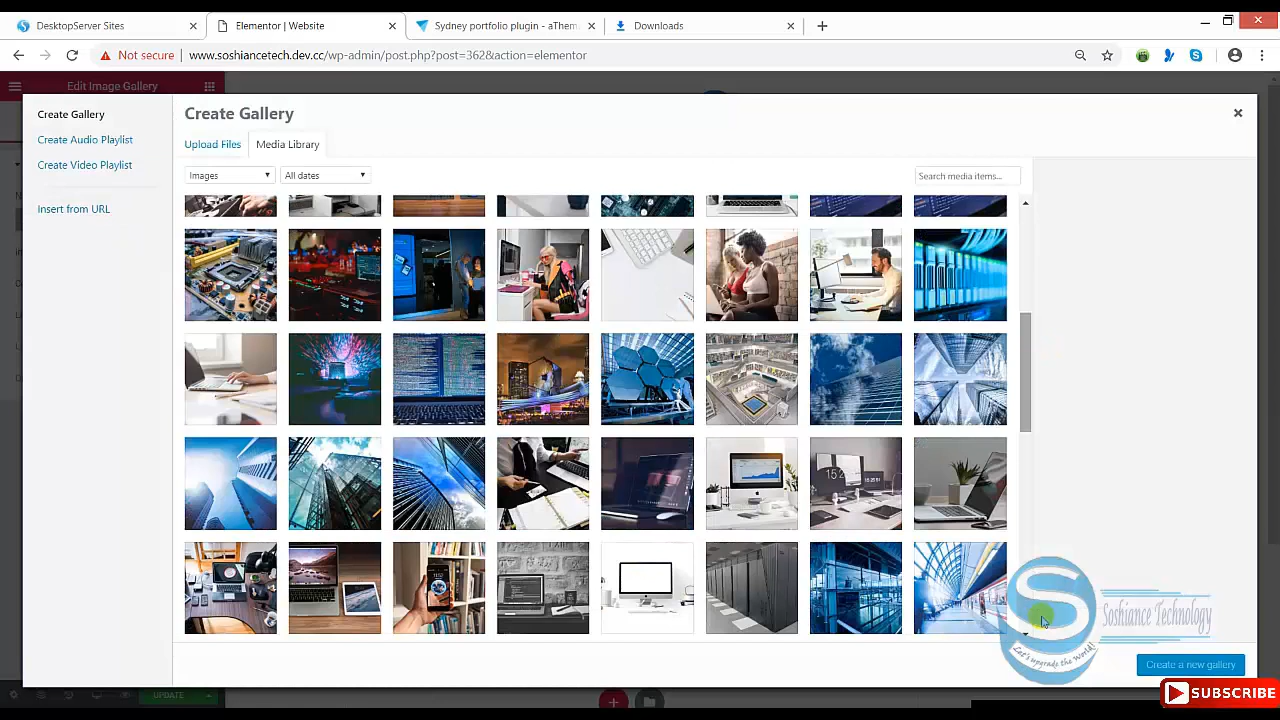 DesktopServer Sites
Elementor | Website
Sydney portfolio plugin - aThem
Downloads
Not secure
www.soshiancetech.dev.cc/wp-admin/post.php?post=362&action=elementor
Edit Image Gallery
Create Gallery
Create Audio Playlist
Create Video Playlist
Insert from URL
Create Gallery
Upload Files
Media Library
Images
All dates
Search media items...
Soshiance Technology
Let's upgrade the World!
Create a new gallery
UPDATE
SUBSCRIBE